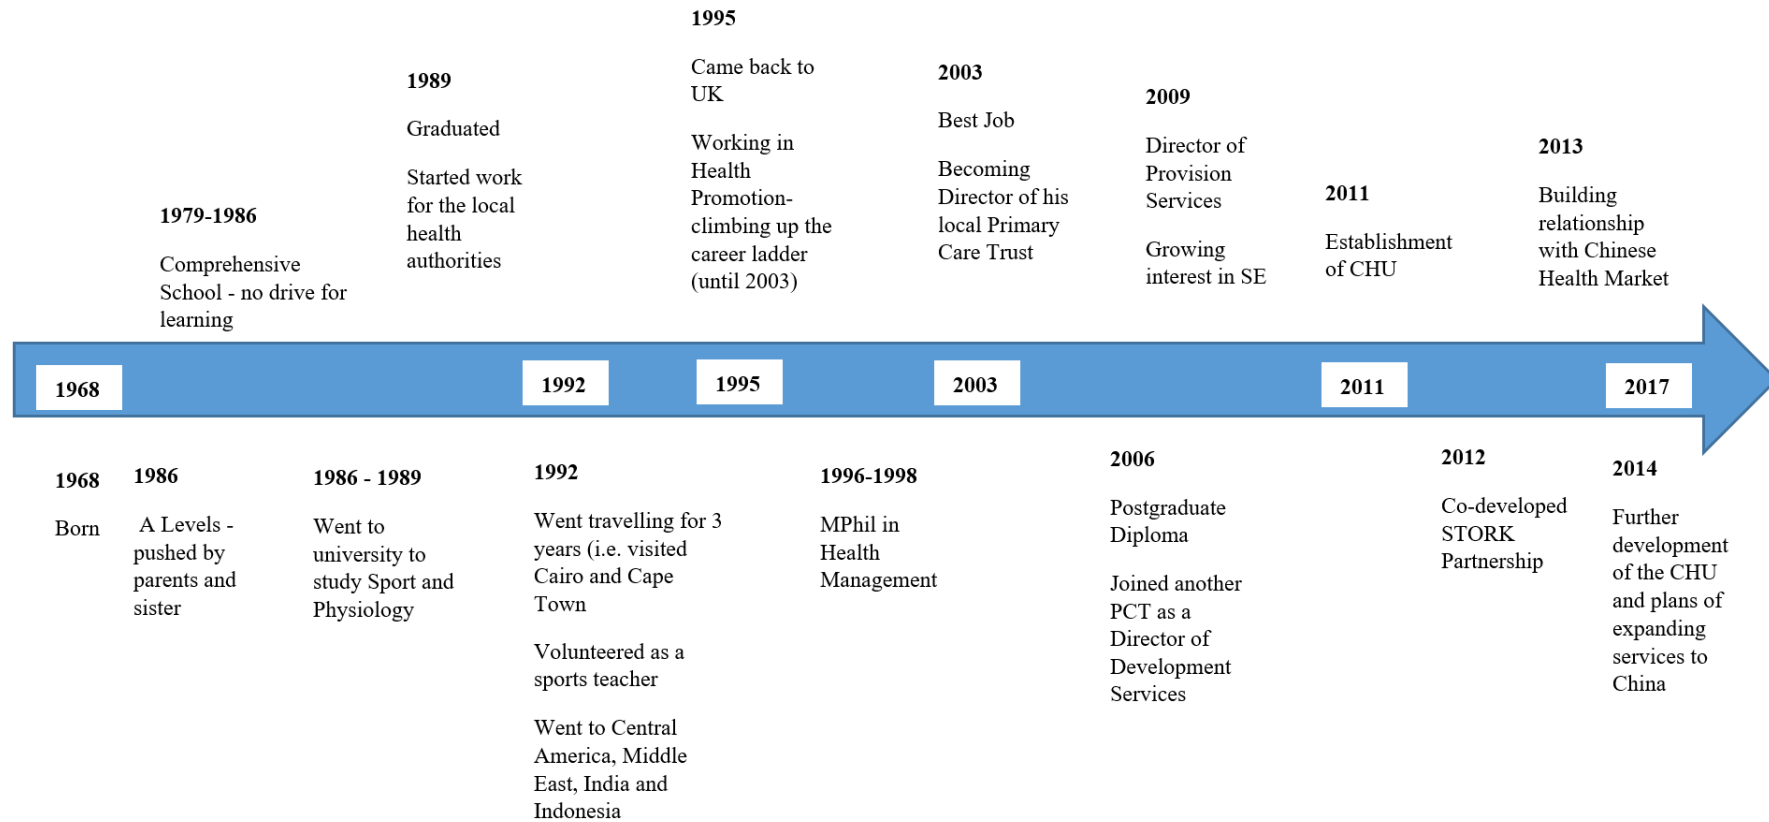 1995
Came back to
UK
Working in
Health
Promotion-
climbing up the
career ladder
(until 2003)
1989
Graduated
Started work
for the local
health
authorities
2003
Best Job
Becoming
Director of his
local Primary
Care Trust
2009
Director of
Provision
Services
Growing
interest in SE
2013
Building
relationship
with Chinese
Health Market
2011
Establishment
of CHU
1979-1986
Comprehensive
School - no drive for
learning
1968
1992
1995
2003
2011
2017
1968
Born
1986
A Levels -
pushed by
parents and
sister
1986 - 1989
Went to
university to
study Sport and
Physiology
1992
Went travelling for 3
years (i.e. visited
Cairo and Cape
Town
Volunteered as a
sports teacher
Went to Central
America, Middle
East, India and
Indonesia
1996-1998
MPhil in
Health
Management
2006
Postgraduate
Diploma
Joined another
PCT as a
Director of
Development
Services
2012
Co-developed
STORK
Partnership
2014
Further
development
of the CHU
and plans of
expanding
services to
China